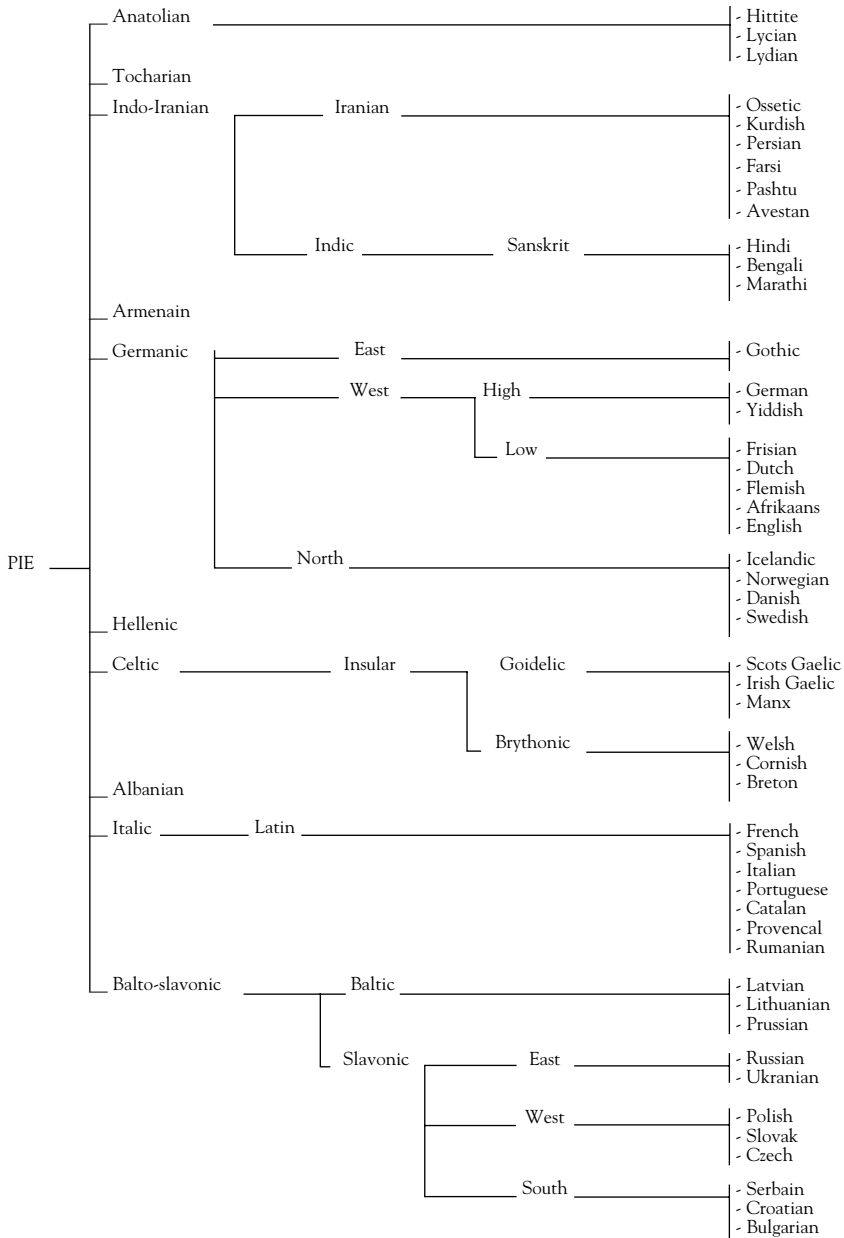 Anatolian
- Hittite
- Lycian
- Lydian
Tocharian
Indo-Iranian
Iranian
- Ossetic
- Kurdish
- Persian
- Farsi
- Pashtu
- Avestan
Indic
Sanskrit
- Hindi
- Bengali
- Marathi
Armenain
Germanic
East
- Gothic
West
High
- German
- Yiddish
Low
- Frisian
- Dutch
- Flemish
- Afrikaans
- English
PIE
North
- Icelandic
- Norwegian
- Danish
- Swedish
Hellenic
Celtic
Insular
Goidelic
- Scots Gaelic
- Irish Gaelic
- Manx
Brythonic
- Welsh
- Cornish
- Breton
Albanian
Italic
Latin
- French
- Spanish
- Italian
- Portuguese
- Catalan
- Provencal
- Rumanian
Balto-slavonic
Baltic
- Latvian
- Lithuanian
- Prussian
Slavonic
East
- Russian
- Ukranian
West
- Polish
- Slovak
- Czech
South
- Serbain
- Croatian
- Bulgarian